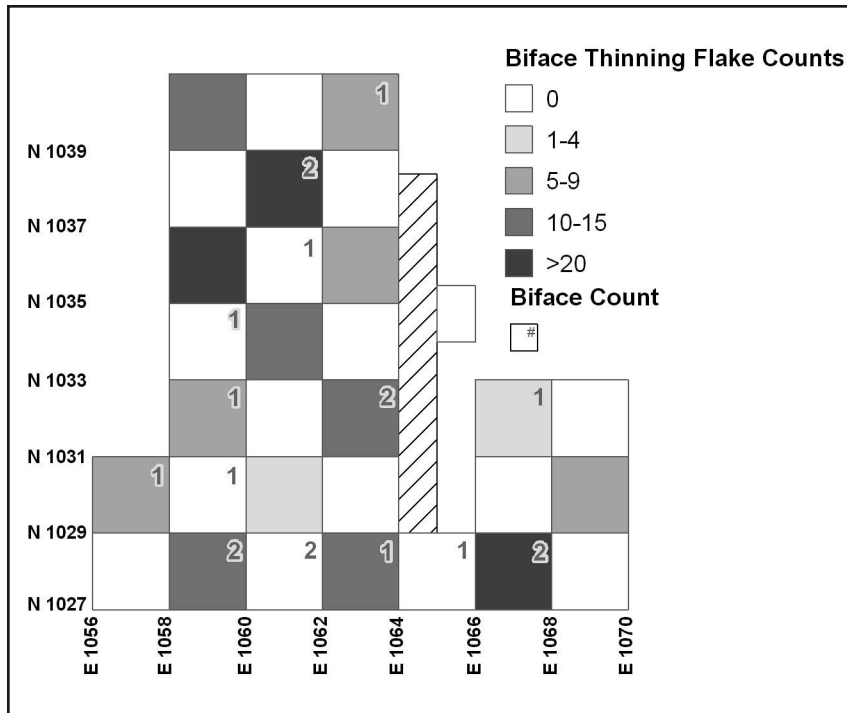 Biface Thinning Flake Counts
0
1-4
5-9
10-15
>20
Biface Count
#
1
N 1039
2
N 1037
1
N 1035
1
N 1033
1 2 1
N 1031
1 1
N 1029
2 2 1 1 2
N 1027
E 1056
E 1058
E 1060
E 1062
E 1064
E 1066
E 1068
E 1070